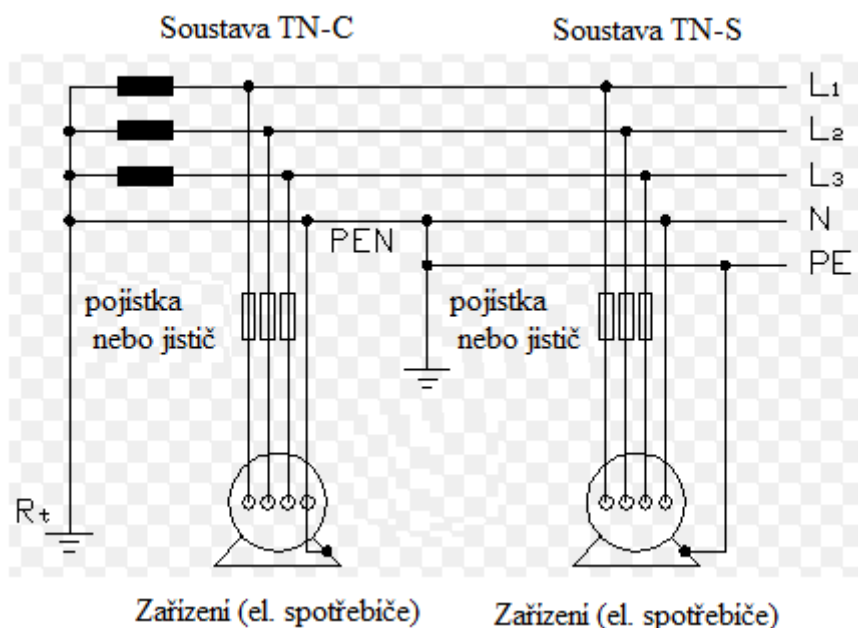 Soustava TN-C
Soustava TN-S
L1
L2
L3
N
PEN
PE
pojistka
nebo jistič
pojistka
nebo jistič
Rt
Zařízení (el. spotřebiče)
Zařízení (el. spotřebiče)